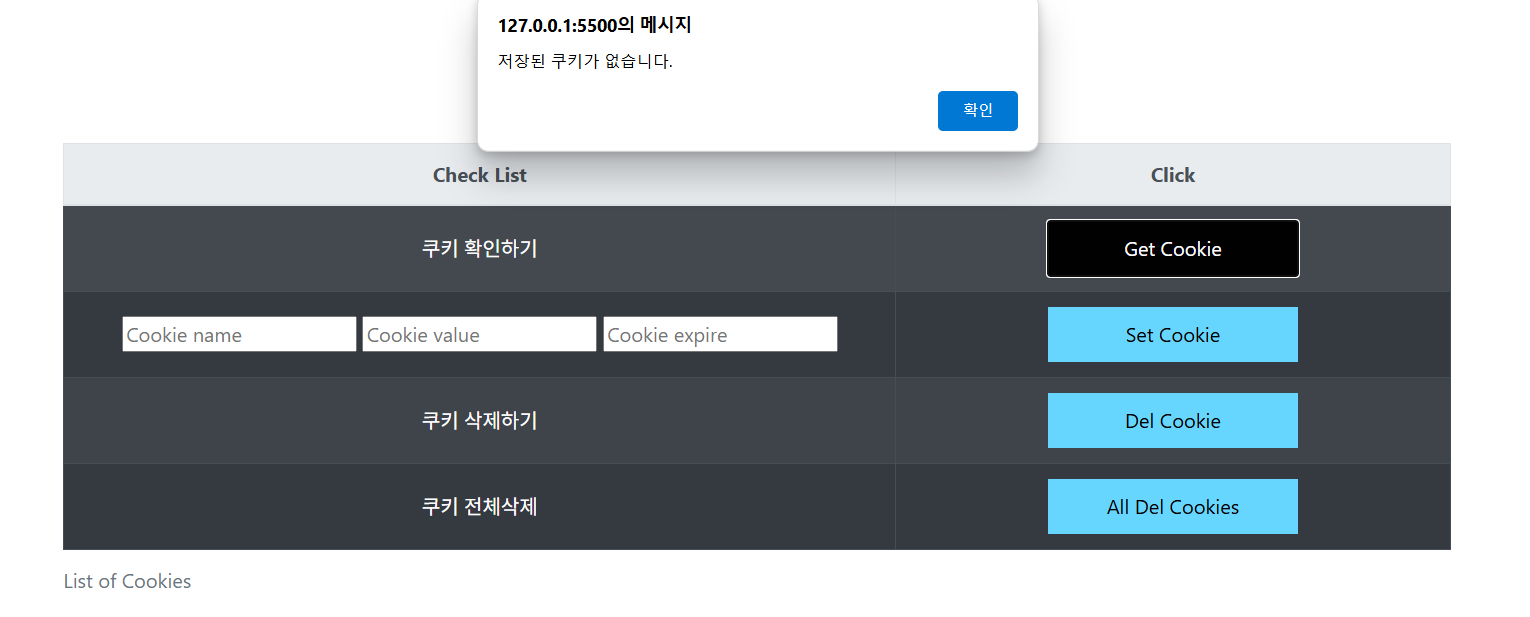 127.0.0.1:5500의 메시지
저장된 쿠키가 없습니다.
확인
Check List Click
쿠키 확인하기 Get Cookie
Cookie name Cookie value Cookie expire Set Cookie
쿠키 삭제하기 Del Cookie
쿠키 전체삭제 All Del Cookies
List of Cookies